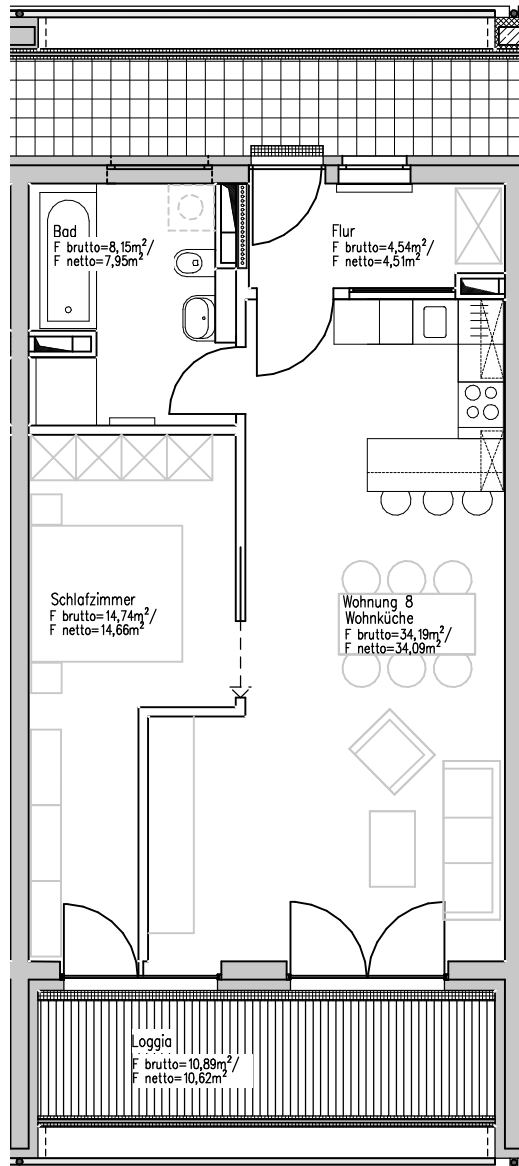 Bad
F brutto=8,15m²/
F netto=7,95m²
Flur
F brutto=4,54m²/
F netto=4,51m²
Schlafzimmer
F brutto=14,74m²/
F netto=14,66m²
Wohnung 8
Wohnküche
F brutto=34,19m²/
F netto=34,09m²
Loggia
F brutto=10,89m²/
F netto=10,62m²